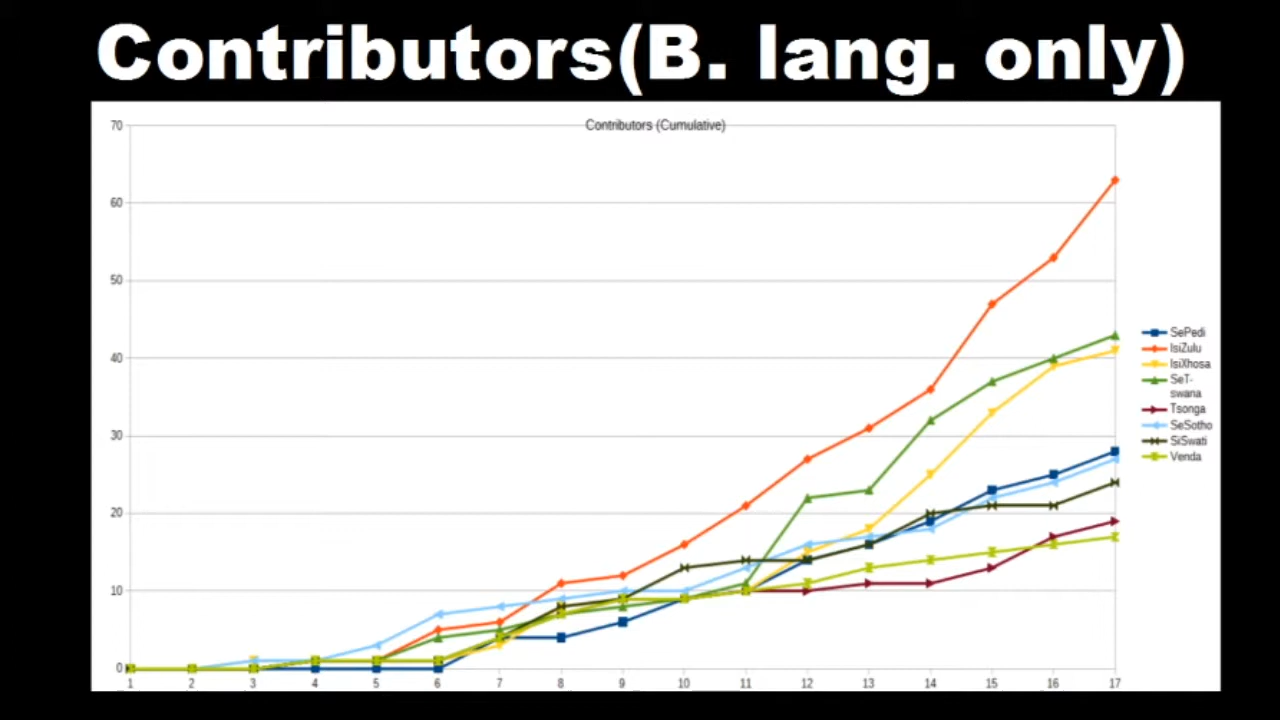 Contributors(B. lang. only)
Contributors (Cumulative)
70
60
50
40
30
20
10
0
1 2 3 4 5 6 7 8 9 10 11 12 13 14 15 16 17
SePedi
IsiZulu
IsiXhosa
SeT-
swana
Tsonga
SeSotho
SiSwati
Venda